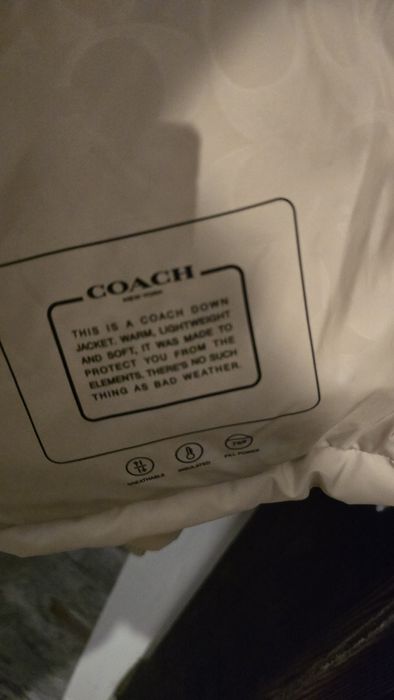 COACH
NEW YORK
THIS IS A COACH DOWN
JACKET. WARM, LIGHTWEIGHT
AND SOFT, IT WAS MADE TO
PROTECT YOU FROM THE
ELEMENTS. THERE'S NO SUCH
THING AS BAD WEATHER.
BREATHABLE INSULATED FILL POWER